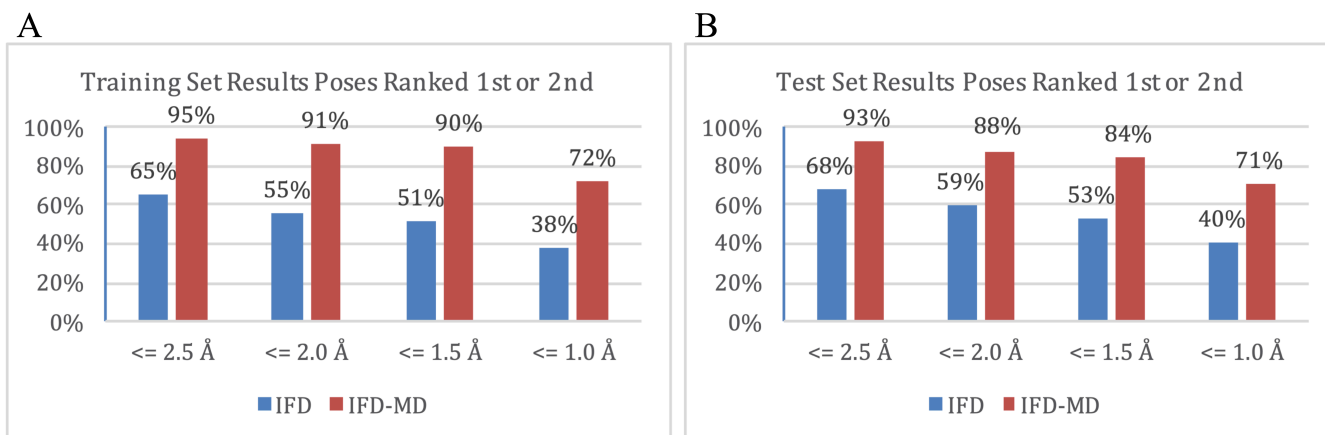 A
Training Set Results Poses Ranked 1st or 2nd
100%
80%
60%
40%
20%
0%
65%
95%
55%
91%
51%
90%
38%
72%
<= 2.5 Å
<= 2.0 Å
<= 1.5 Å
<= 1.0 Å
IFD
IFD-MD
B
Test Set Results Poses Ranked 1st or 2nd
100%
80%
60%
40%
20%
0%
68%
93%
59%
88%
53%
84%
40%
71%
<= 2.5 Å
<= 2.0 Å
<= 1.5 Å
<= 1.0 Å
IFD
IFD-MD